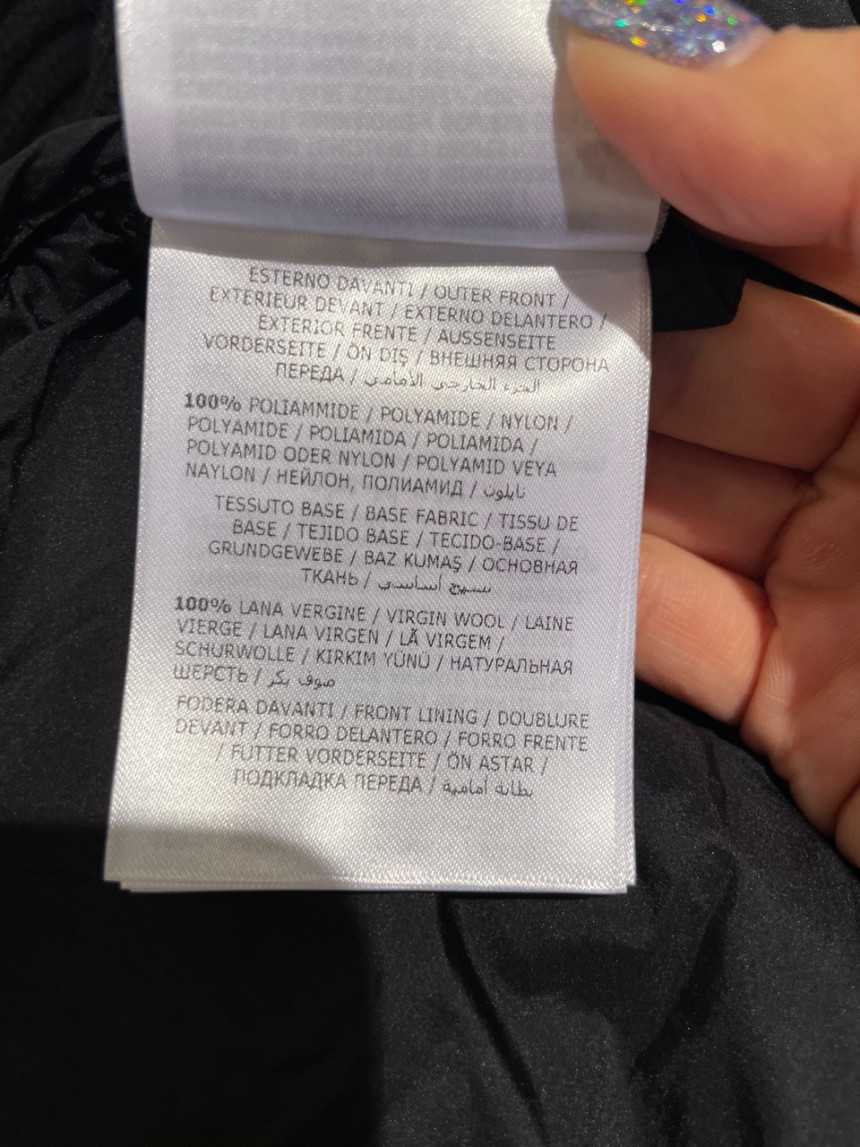 ESTERNO DAVANTI / OUTER FRONT /
EXTERIEUR DEVANT / EXTERNO DELANTERO /
EXTERIOR FRENTE / AUSSENSEITE
VORDERSEITE / ÖN DIŞ / ВНЕШНЯЯ СТОРОНА
ПЕРЕДА / الجزء الخارجي الأمامي
100% POLIAMMIDE / POLYAMIDE / NYLON /
POLYAMIDE / POLIAMIDA / POLIAMIDA /
POLYAMID ODER NYLON / POLYAMID VEYA
NAYLON / НЕЙЛОН, ПОЛИАМИД / نايلون
TESSUTO BASE / BASE FABRIC / TISSU DE
BASE / TEJIDO BASE / TECIDO-BASE /
GRUNDGEWEBE / BAZ KUMAŞ / ОСНОВНАЯ
ТКАНЬ / نسيج أساسي
100% LANA VERGINE / VIRGIN WOOL / LAINE
VIERGE / LANA VIRGEN / LÃ VIRGEM /
SCHURWOLLE / KIRKIM YÜNÜ / НАТУРАЛЬНАЯ
ШЕРСТЬ / صوف بكر
FODERA DAVANTI / FRONT LINING / DOUBLURE
DEVANT / FORRO DELANTERO / FORRO FRENTE
/ FUTTER VORDERSEITE / ÖN ASTAR /
ПОДКЛАДКА ПЕРЕДА / بطانة أمامية